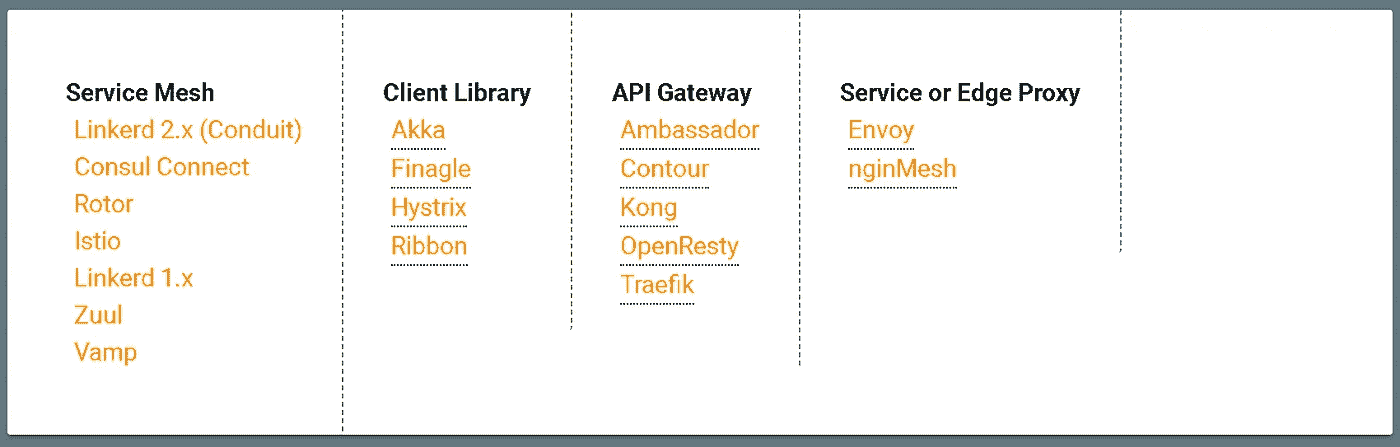 Service Mesh
Linkerd 2.x (Conduit)
Consul Connect
Rotor
Istio
Linkerd 1.x
Zuul
Vamp
Client Library
Akka
Finagle
Hystrix
Ribbon
API Gateway
Ambassador
Contour
Kong
OpenResty
Traefik
Service or Edge Proxy
Envoy
nginMesh